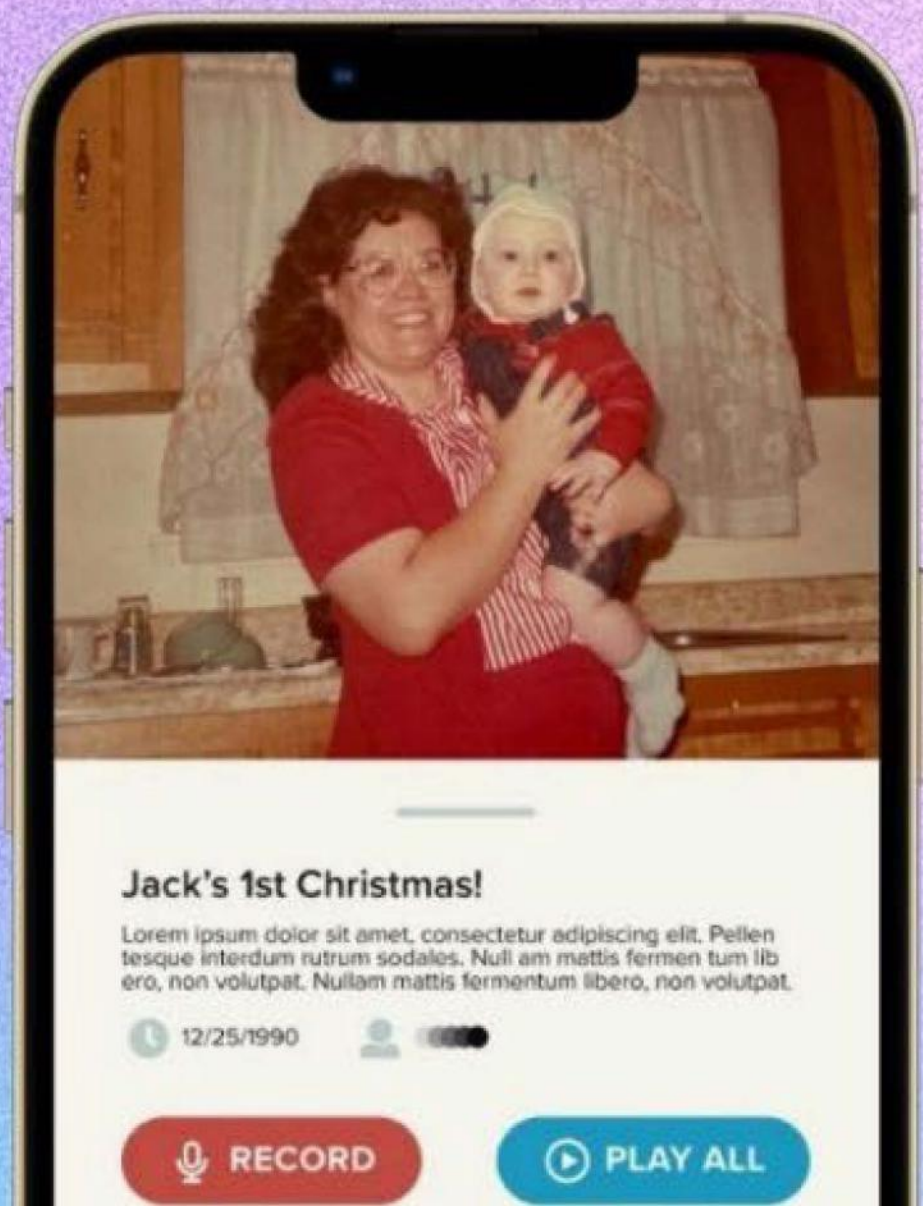 Jack's 1st Christmas!
Lorem ipsum dolor sit amet, consectetur adipiscing elit. Pellen
tesque interdum rutrum sodales. Null am mattis fermen tum lib
ero, non volutpat. Nullam mattis fermentum libero, non volutpat.
12/25/1990
RECORD
PLAY ALL